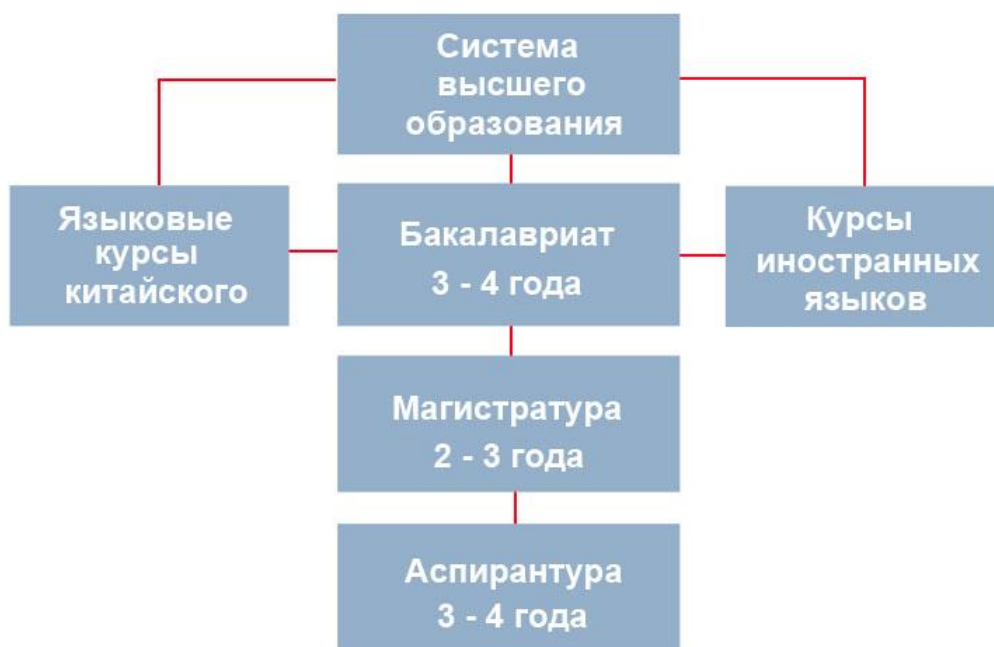 Система
высшего
образования
Языковые
курсы
китайского
Бакалавриат
3 - 4 года
Курсы
иностранных
языков
Магистратура
2 - 3 года
Аспирантура
3 - 4 года